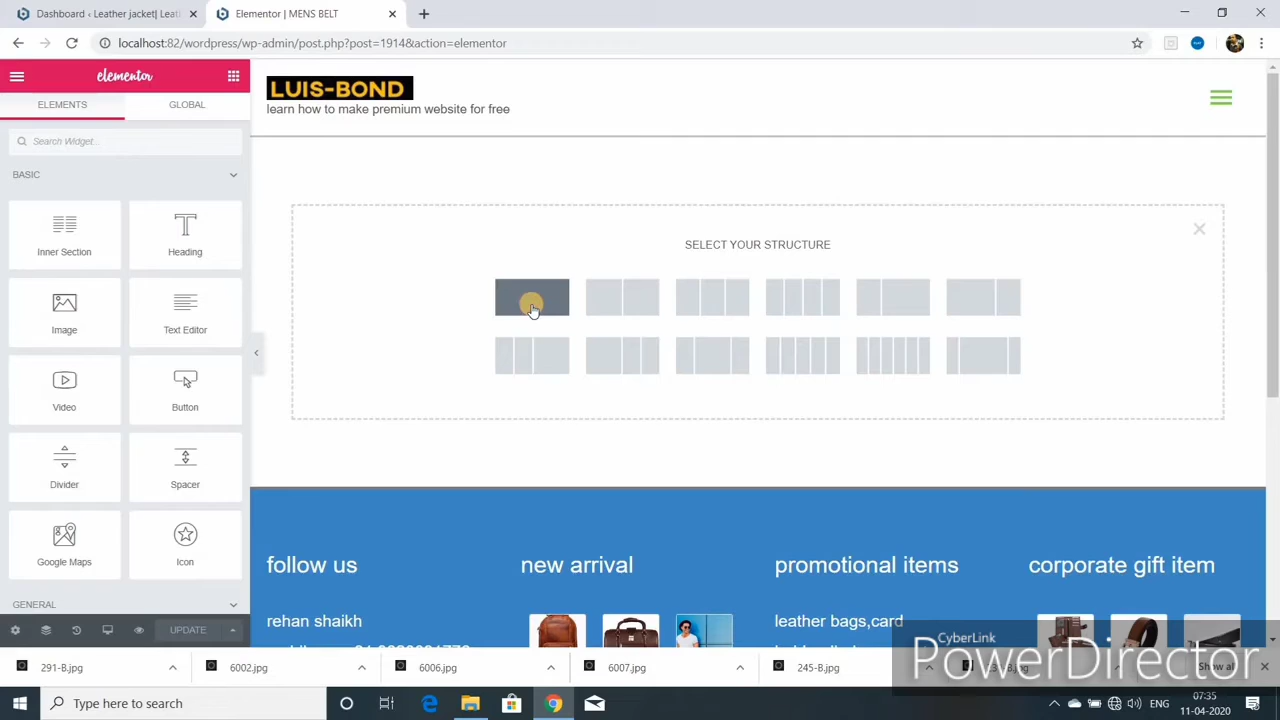 Dashboard ‹ Leather jacket| Leatl
Elementor | MENS BELT
localhost:82/wordpress/wp-admin/post.php?post=1914&action=elementor
elementor
ELEMENTS
GLOBAL
Search Widget...
BASIC
Inner Section
Heading
Image
Text Editor
Video
Button
Divider
Spacer
Google Maps
Icon
GENERAL
UPDATE
LUIS-BOND
learn how to make premium website for free
SELECT YOUR STRUCTURE
follow us
new arrival
promotional items
corporate gift item
rehan shaikh
leather bags,card
CyberLink
PowerDirector
291-B.jpg
6002.jpg
6006.jpg
6007.jpg
245-B.jpg
Show all
Type here to search
ENG
07:35
11-04-2020